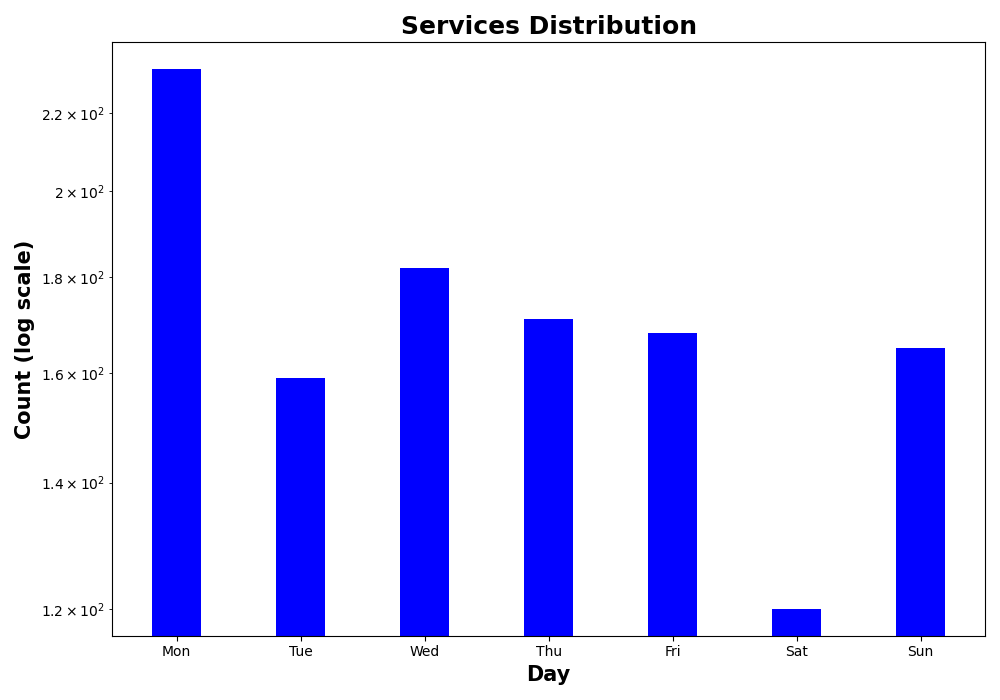 Services Distribution
Count (log scale)
2.2 × 10²
2 × 10²
1.8 × 10²
1.6 × 10²
1.4 × 10²
1.2 × 10²
Mon Tue Wed Thu Fri Sat Sun
Day